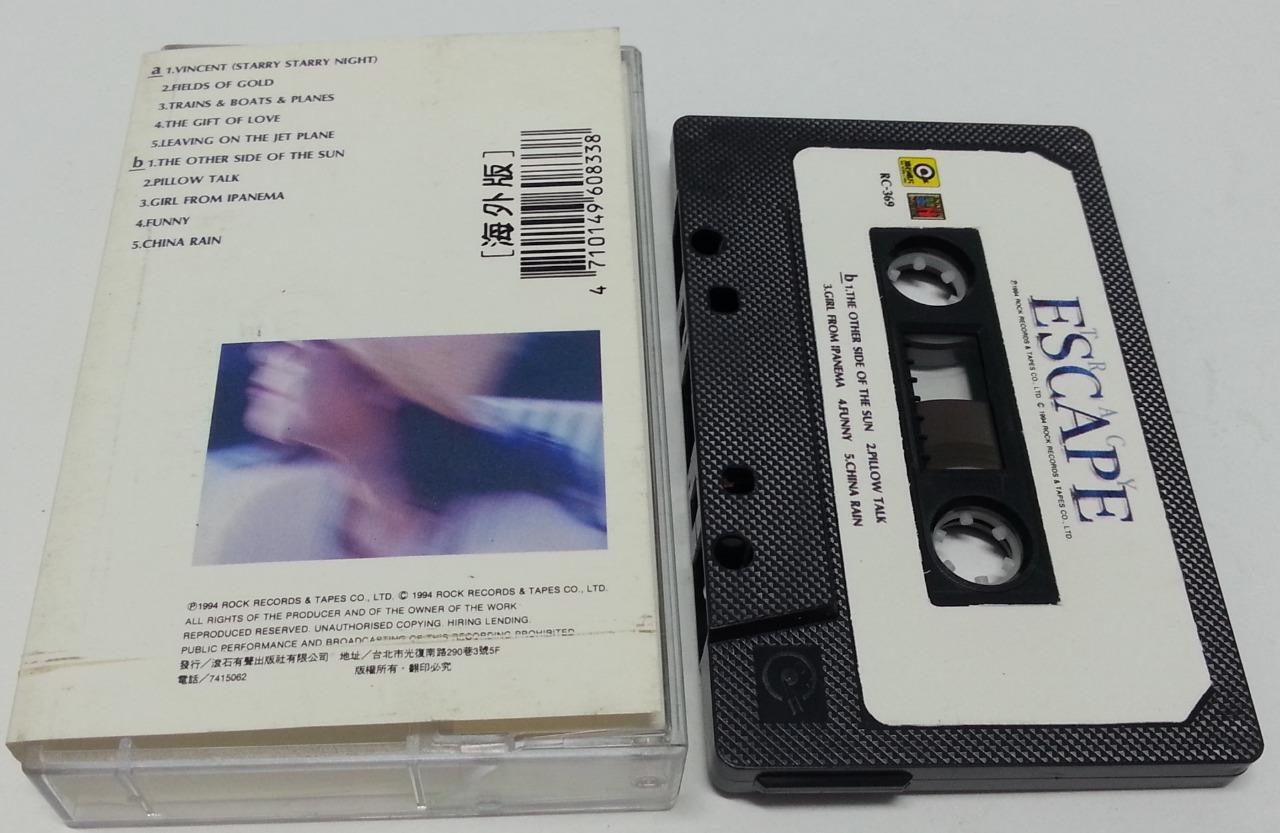 a 1.VINCENT (STARRY STARRY NIGHT)
2.FIELDS OF GOLD
3.TRAINS & BOATS & PLANES
4.THE GIFT OF LOVE
5.LEAVING ON THE JET PLANE
b 1.THE OTHER SIDE OF THE SUN
2.PILLOW TALK
3.GIRL FROM IPANEMA
4.FUNNY
5.CHINA RAIN
[海外版]
4 710149 608338
℗1994 ROCK RECORDS & TAPES CO., LTD. © 1994 ROCK RECORDS & TAPES CO., LTD.
ALL RIGHTS OF THE PRODUCER AND OF THE OWNER OF THE WORK
REPRODUCED RESERVED. UNAUTHORISED COPYING. HIRING LENDING.
PUBLIC PERFORMANCE AND BROADCASTING OF THIS RECORDING PROHIBITED
發行／滾石有聲出版社有限公司 地址／台北市光復南路290巷3號5F
電話／7415062 版權所有‧翻印必究
TRACY
ESCAPE
℗1994 ROCK RECORDS & TAPES CO., LTD. © 1994 ROCK RECORDS & TAPES CO., LTD.
RC-369
b 1.THE OTHER SIDE OF THE SUN 2.PILLOW TALK
3.GIRL FROM IPANEMA 4.FUNNY 5.CHINA RAIN